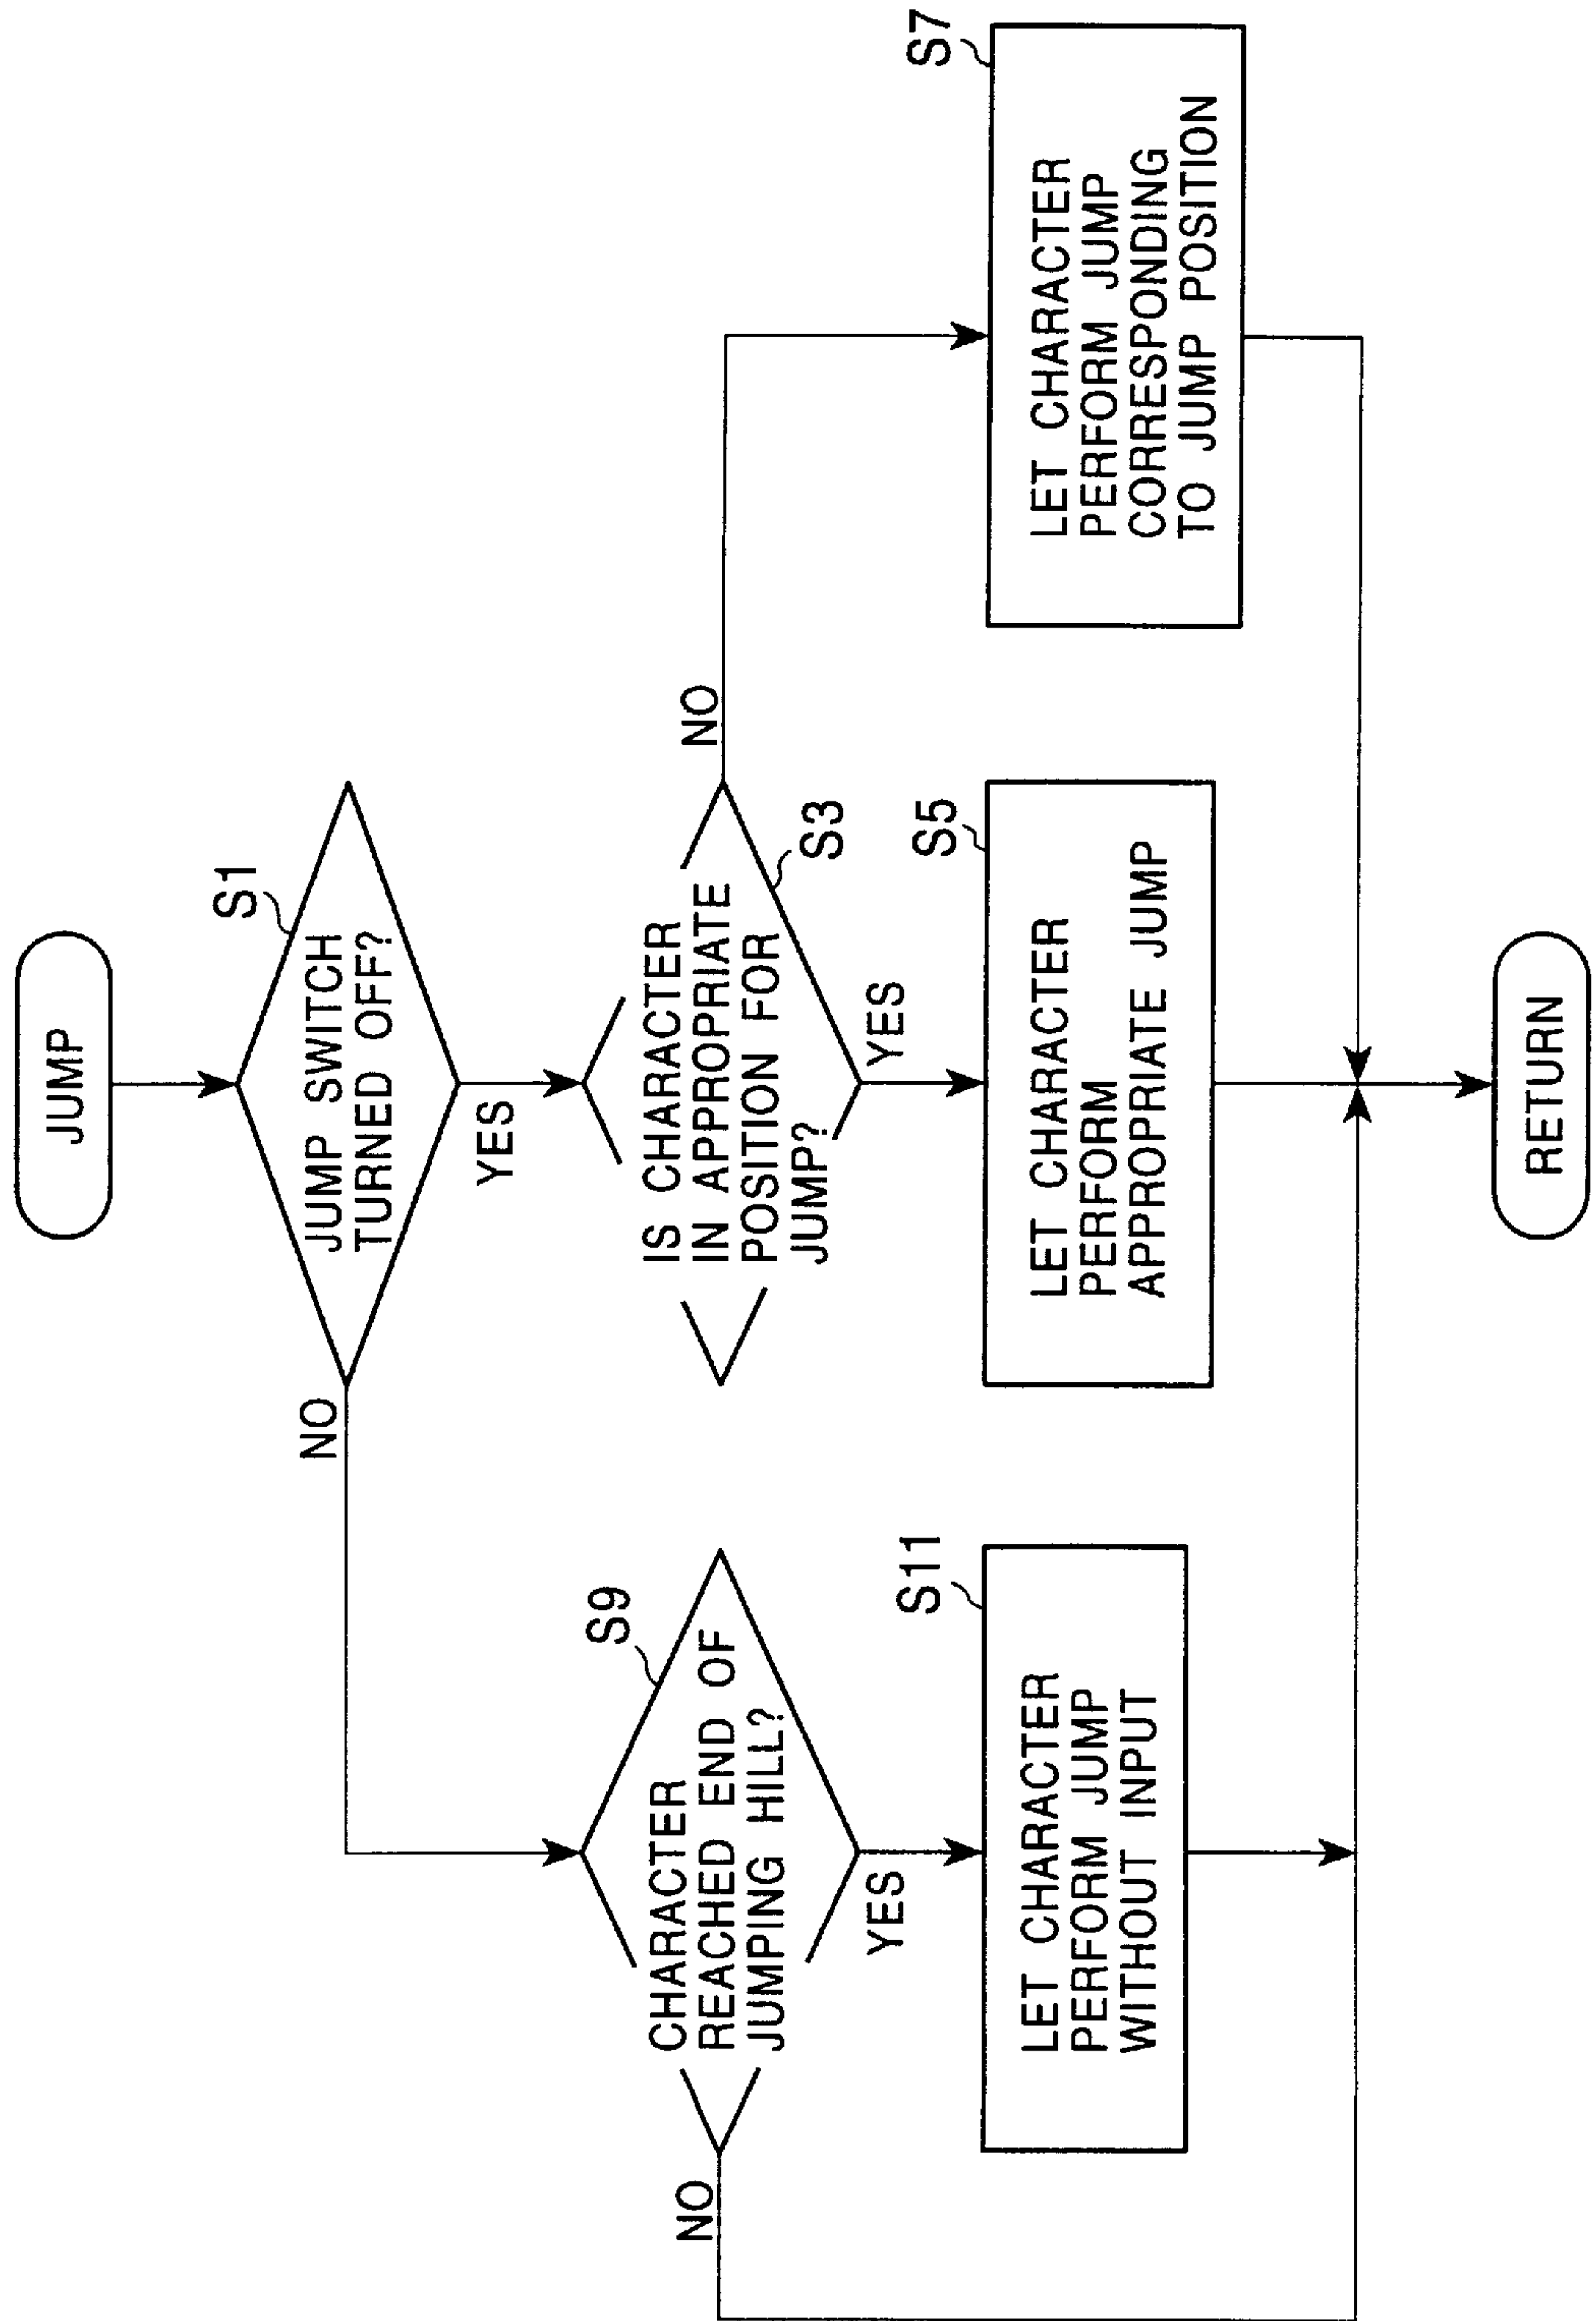 JUMP
S1
JUMP SWITCH
TURNED OFF?
NO
YES
S9
CHARACTER
REACHED END OF
JUMPING HILL?
NO
YES
IS CHARACTER
IN APPROPRIATE
POSITION FOR
JUMP?
S3
NO
YES
S11
LET CHARACTER
PERFORM JUMP
WITHOUT INPUT
S5
LET CHARACTER
PERFORM
APPROPRIATE JUMP
S7
LET CHARACTER
PERFORM JUMP
CORRESPONDING
TO JUMP POSITION
RETURN